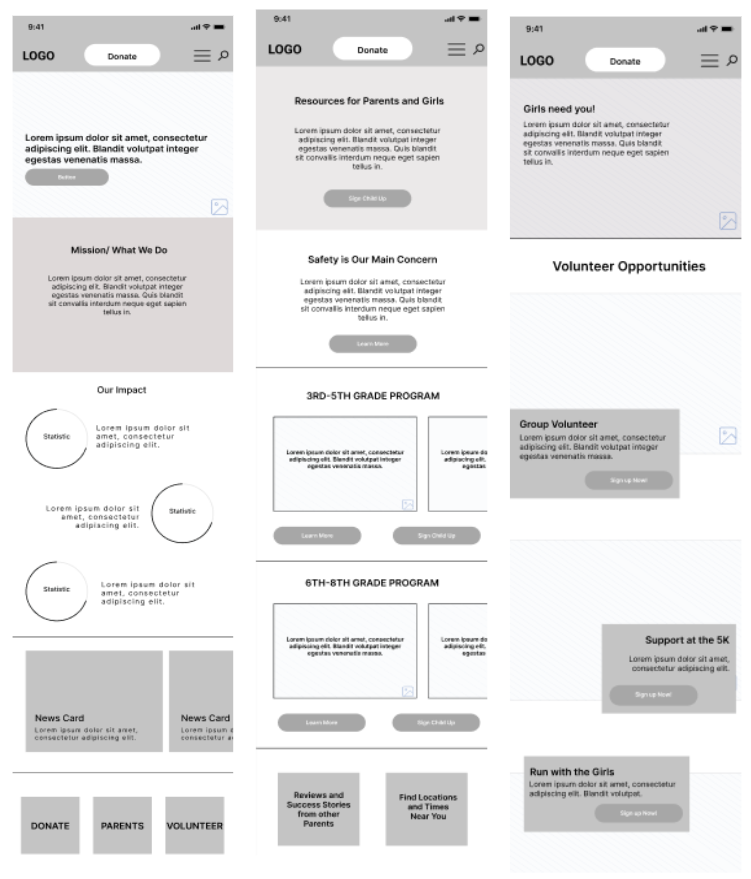 9:41
LOGO
Donate
Lorem ipsum dolor sit amet, consectetur
adipiscing elit. Blandit volutpat integer
egestas venenatis massa.
Button
Mission/ What We Do
Lorem ipsum dolor sit amet, consectetur
adipiscing elit. Blandit volutpat integer
egestas venenatis massa. Quis blandit
sit convallis interdum neque eget sapien
tellus in.
Our Impact
Statistic
Lorem ipsum dolor sit
amet, consectetur
adipiscing elit.
Lorem ipsum dolor sit
amet, consectetur
adipiscing elit.
Statistic
Statistic
Lorem ipsum dolor sit
amet, consectetur
adipiscing elit.
News Card
Lorem ipsum dolor sit amet,
consectetur adipiscing elit.
News Card
Lorem ipsum d
consectetur a
DONATE
PARENTS
VOLUNTEER
9:41
LOGO
Donate
Resources for Parents and Girls
Lorem ipsum dolor sit amet, consectetur
adipiscing elit. Blandit volutpat integer
egestas venenatis massa. Quis blandit
sit convallis interdum neque eget sapien
tellus in.
Sign Child Up
Safety is Our Main Concern
Lorem ipsum dolor sit amet, consectetur
adipiscing elit. Blandit volutpat integer
egestas venenatis massa. Quis blandit
sit convallis interdum neque eget sapien
tellus in.
Learn More
3RD-5TH GRADE PROGRAM
Lorem ipsum dolor sit amet, consectetur
adipiscing elit. Blandit volutpat integer
egestas venenatis massa.
Lorem ipsum do
adipiscing elit.
egestas
Learn More
Sign Child Up
6TH-8TH GRADE PROGRAM
Lorem ipsum dolor sit amet, consectetur
adipiscing elit. Blandit volutpat integer
egestas venenatis massa.
Lorem ipsum do
adipiscing elit.
egestas
Learn More
Sign Child Up
Reviews and
Success Stories
from other
Parents
Find Locations
and Times
Near You
9:41
LOGO
Donate
Girls need you!
Lorem ipsum dolor sit amet, consectetur
adipiscing elit. Blandit volutpat integer
egestas venenatis massa. Quis blandit
sit convallis interdum neque eget sapien
tellus in.
Volunteer Opportunities
Group Volunteer
Lorem ipsum dolor sit amet, consectetur
adipiscing elit. Blandit volutpat integer
egestas venenatis massa.
Sign up Now!
Support at the 5K
Lorem ipsum dolor sit amet,
consectetur adipiscing elit.
Sign up Now!
Run with the Girls
Lorem ipsum dolor sit amet, consectetur
adipiscing elit. Blandit volutpat.
Sign up Now!